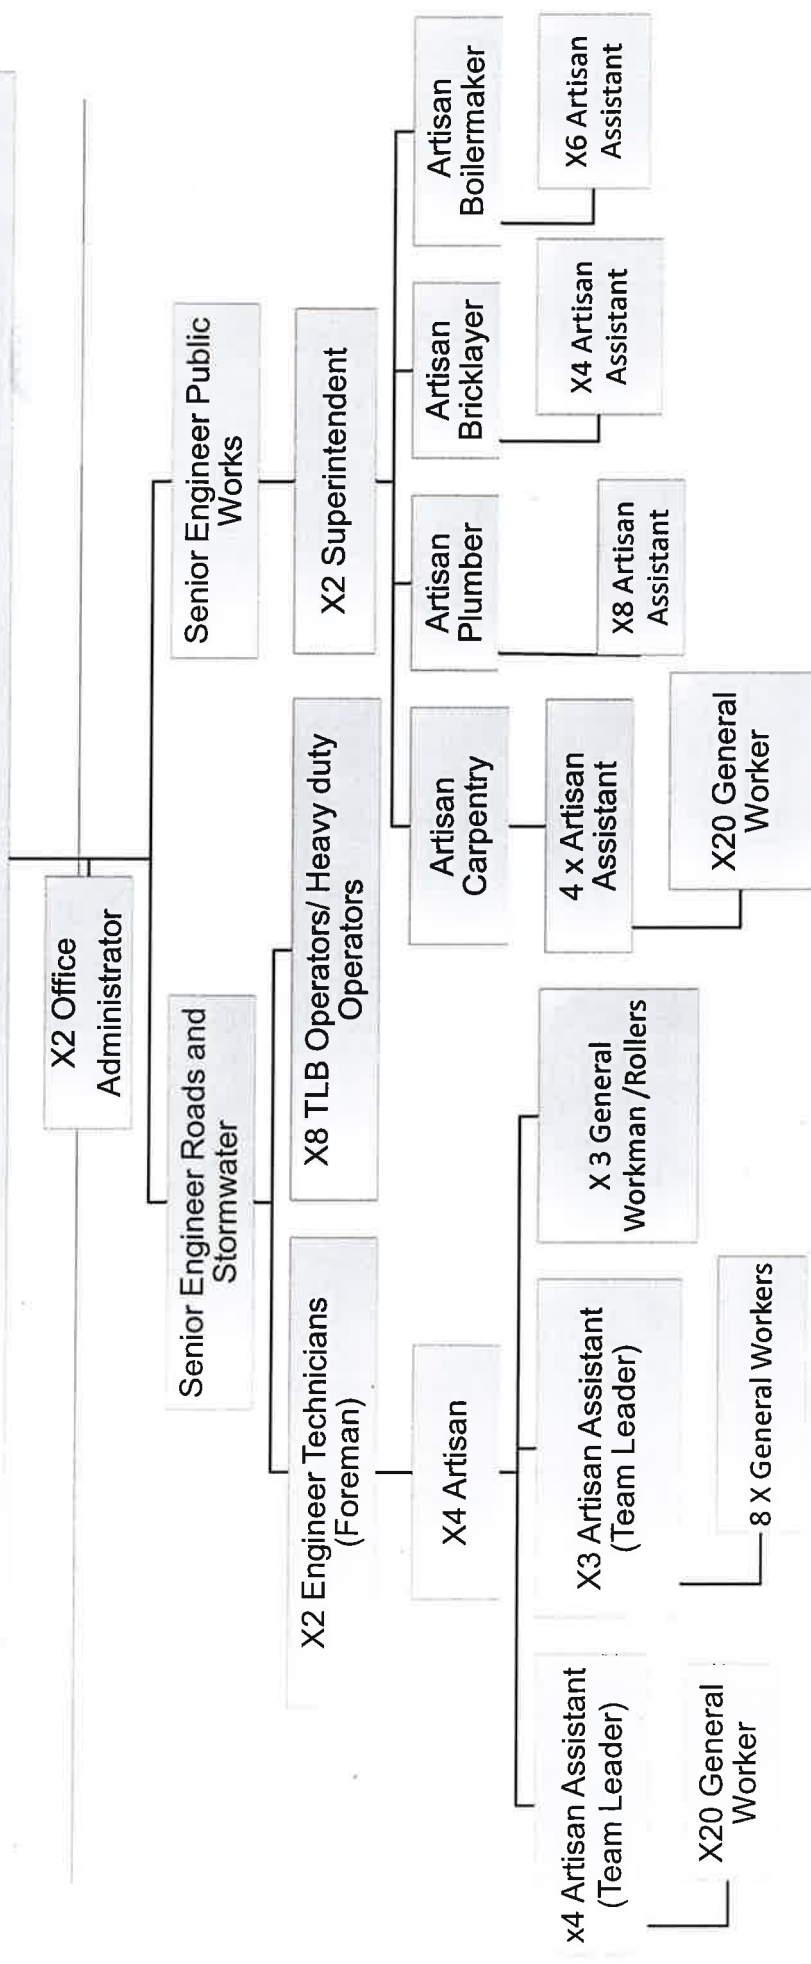 X2 Office
Administrator
Senior Engineer Roads and
Stormwater
Senior Engineer Public
Works
X2 Engineer Technicians
(Foreman)
X8 TLB Operators/ Heavy duty
Operators
X2 Superintendent
X4 Artisan
Artisan
Carpentry
Artisan
Plumber
Artisan
Bricklayer
Artisan
Boilermaker
x4 Artisan Assistant
(Team Leader)
X3 Artisan Assistant
(Team Leader)
X 3 General
Workman /Rollers
4 x Artisan
Assistant
X8 Artisan
Assistant
X4 Artisan
Assistant
X6 Artisan
Assistant
X20 General
Worker
8 X General Workers
X20 General
Worker